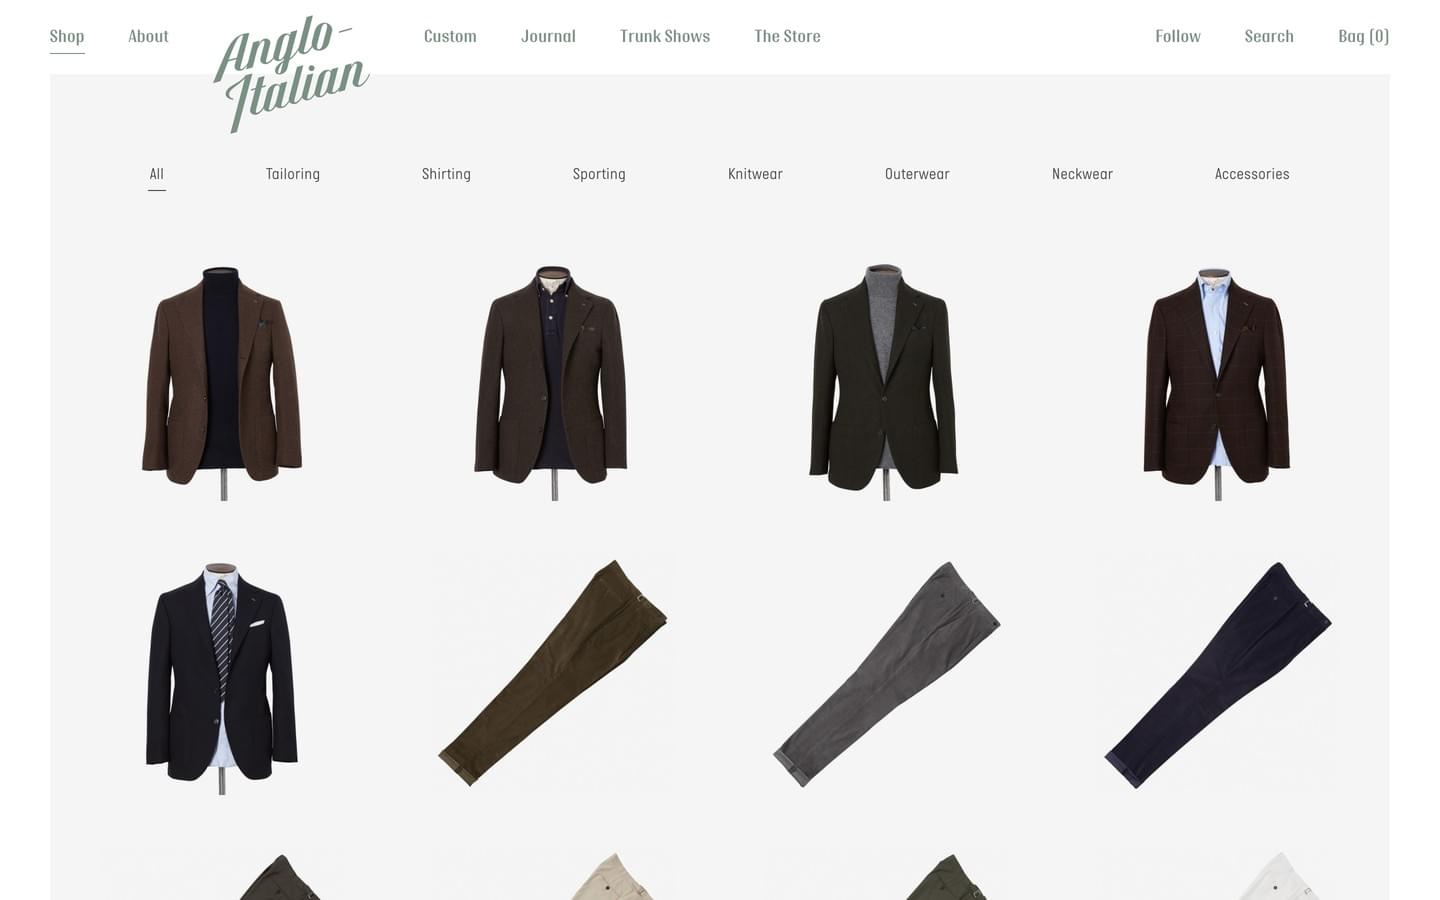 Shop
About
Anglo-
Italian
Custom
Journal
Trunk Shows
The Store
Follow
Search
Bag (0)
All
Tailoring
Shirting
Sporting
Knitwear
Outerwear
Neckwear
Accessories